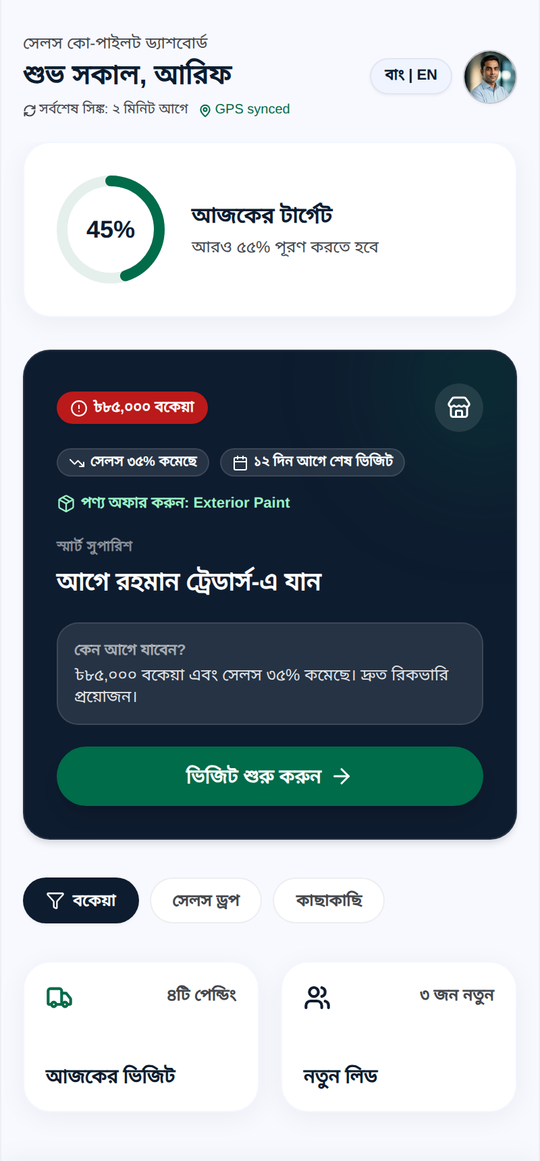 সেলস কো-পাইলট ড্যাশবোর্ড
শুভ সকাল, আরিফ
বাং | EN
সর্বশেষ সিঙ্ক: ২ মিনিট আগে GPS synced
45%
আজকের টার্গেট
আরও ৫৫% পূরণ করতে হবে
৳৮৫,০০০ বকেয়া
সেলস ৩৫% কমেছে
১২ দিন আগে শেষ ভিজিট
পণ্য অফার করুন: Exterior Paint
স্মার্ট সুপারিশ
আগে রহমান ট্রেডার্স-এ যান
কেন আগে যাবেন?
৳৮৫,০০০ বকেয়া এবং সেলস ৩৫% কমেছে। দ্রুত রিকভারি
প্রয়োজন।
ভিজিট শুরু করুন
বকেয়া
সেলস ড্রপ
কাছাকাছি
৪টি পেন্ডিং
আজকের ভিজিট
৩ জন নতুন
নতুন লিড